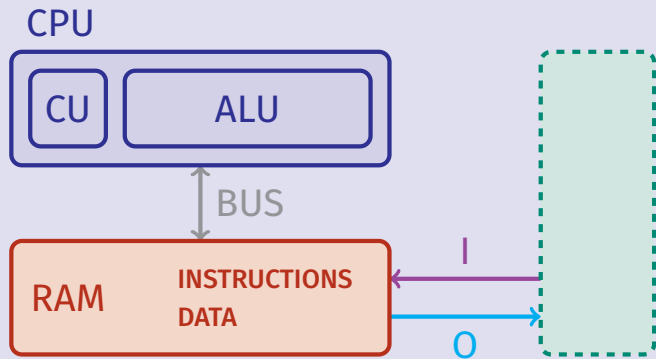 CPU
CU
ALU
BUS
RAM
INSTRUCTIONS
DATA
I
O